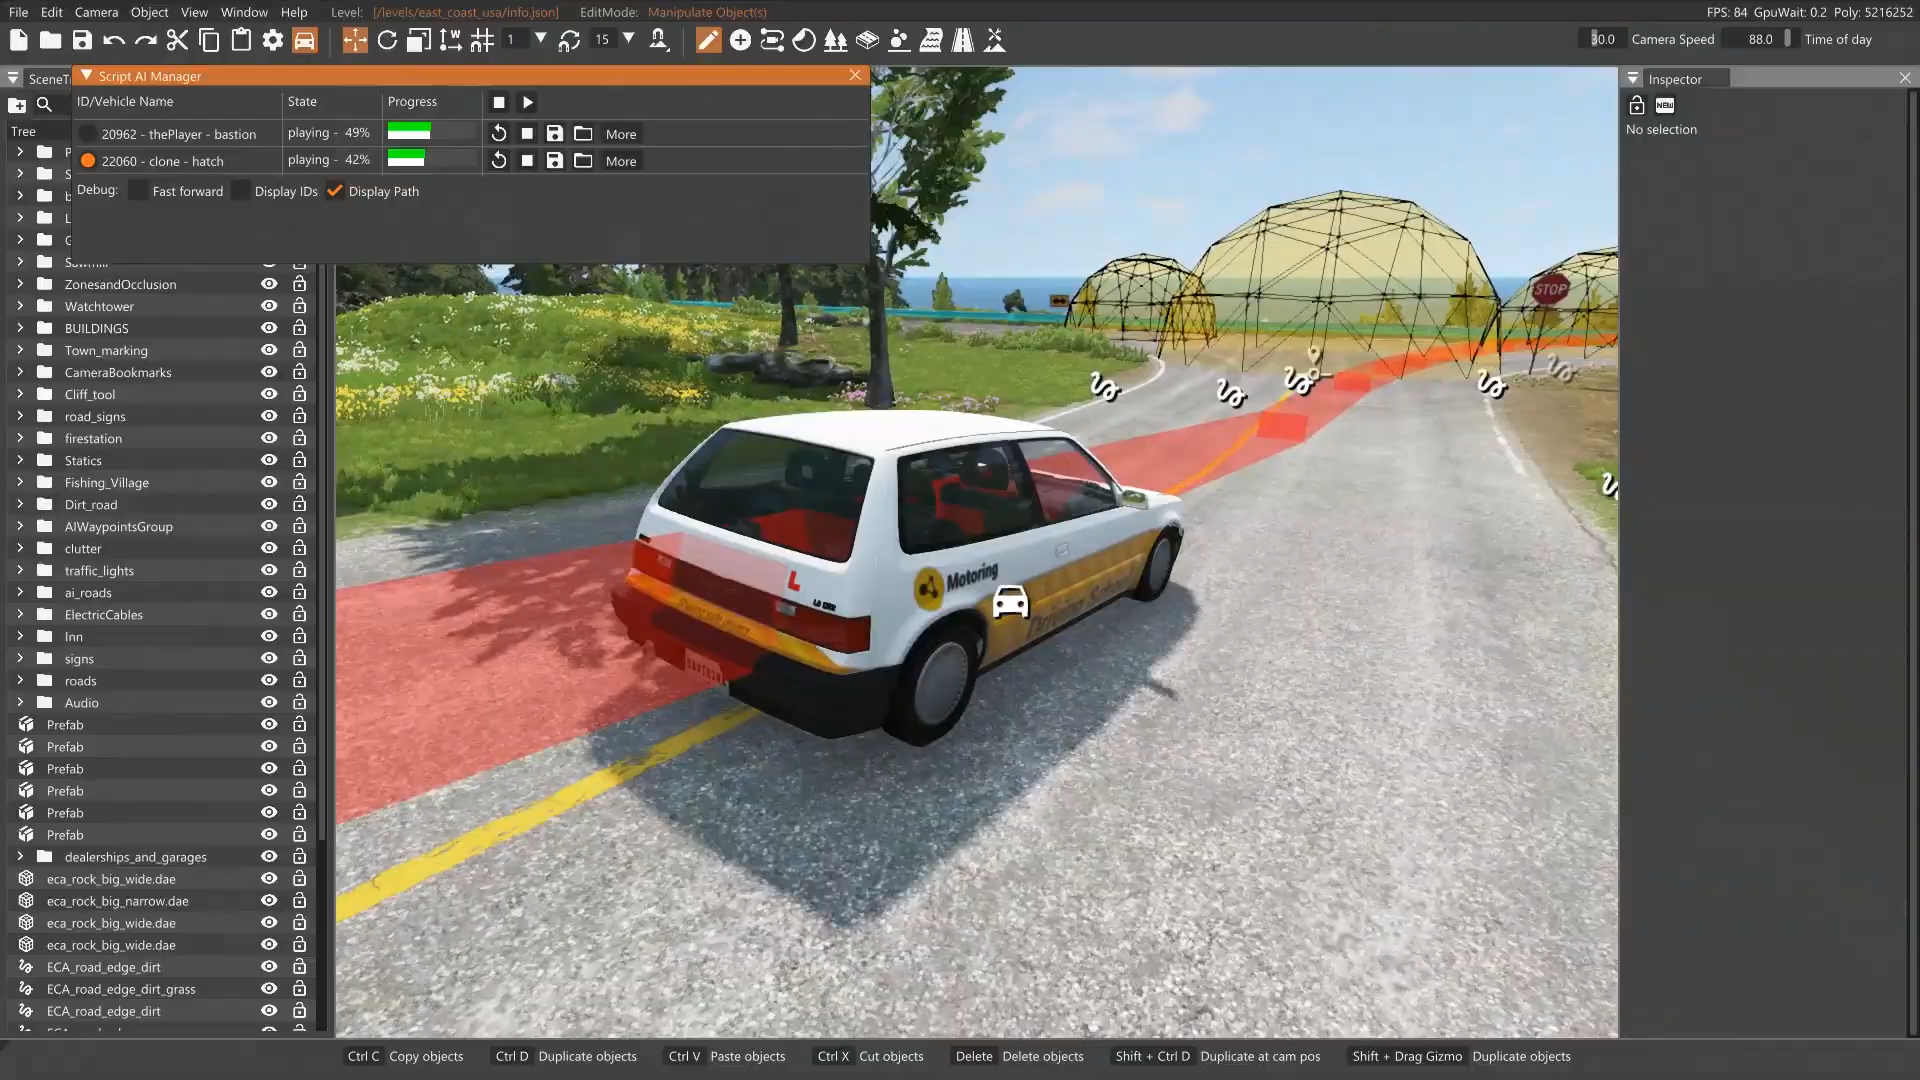 File Edit Camera Object View Window Help Level: [/levels/east_coast_usa/info.json] EditMode: Manipulate Object(s) FPS: 84 GpuWait: 0.2 Poly: 5216252
1 15 30.0 Camera Speed 88.0 Time of day
Script AI Manager
ID/Vehicle Name State Progress
20962 - thePlayer - bastion playing - 49% More
22060 - clone - hatch playing - 42% More
Debug: Fast forward Display IDs Display Path
Tree
ZonesandOcclusion
Watchtower
BUILDINGS
Town_marking
CameraBookmarks
Cliff_tool
road_signs
firestation
Statics
Fishing_Village
Dirt_road
AIWaypointsGroup
clutter
traffic_lights
ai_roads
ElectricCables
Inn
signs
roads
Audio
Prefab
Prefab
Prefab
Prefab
Prefab
Prefab
dealerships_and_garages
eca_rock_big_wide.dae
eca_rock_big_narrow.dae
eca_rock_big_wide.dae
eca_rock_big_wide.dae
ECA_road_edge_dirt
ECA_road_edge_dirt_grass
ECA_road_edge_dirt
STOP
L
Motoring
Driving School
Inspector
NEW
No selection
Ctrl C Copy objects Ctrl D Duplicate objects Ctrl V Paste objects Ctrl X Cut objects Delete Delete objects Shift + Ctrl D Duplicate at cam pos Shift + Drag Gizmo Duplicate objects